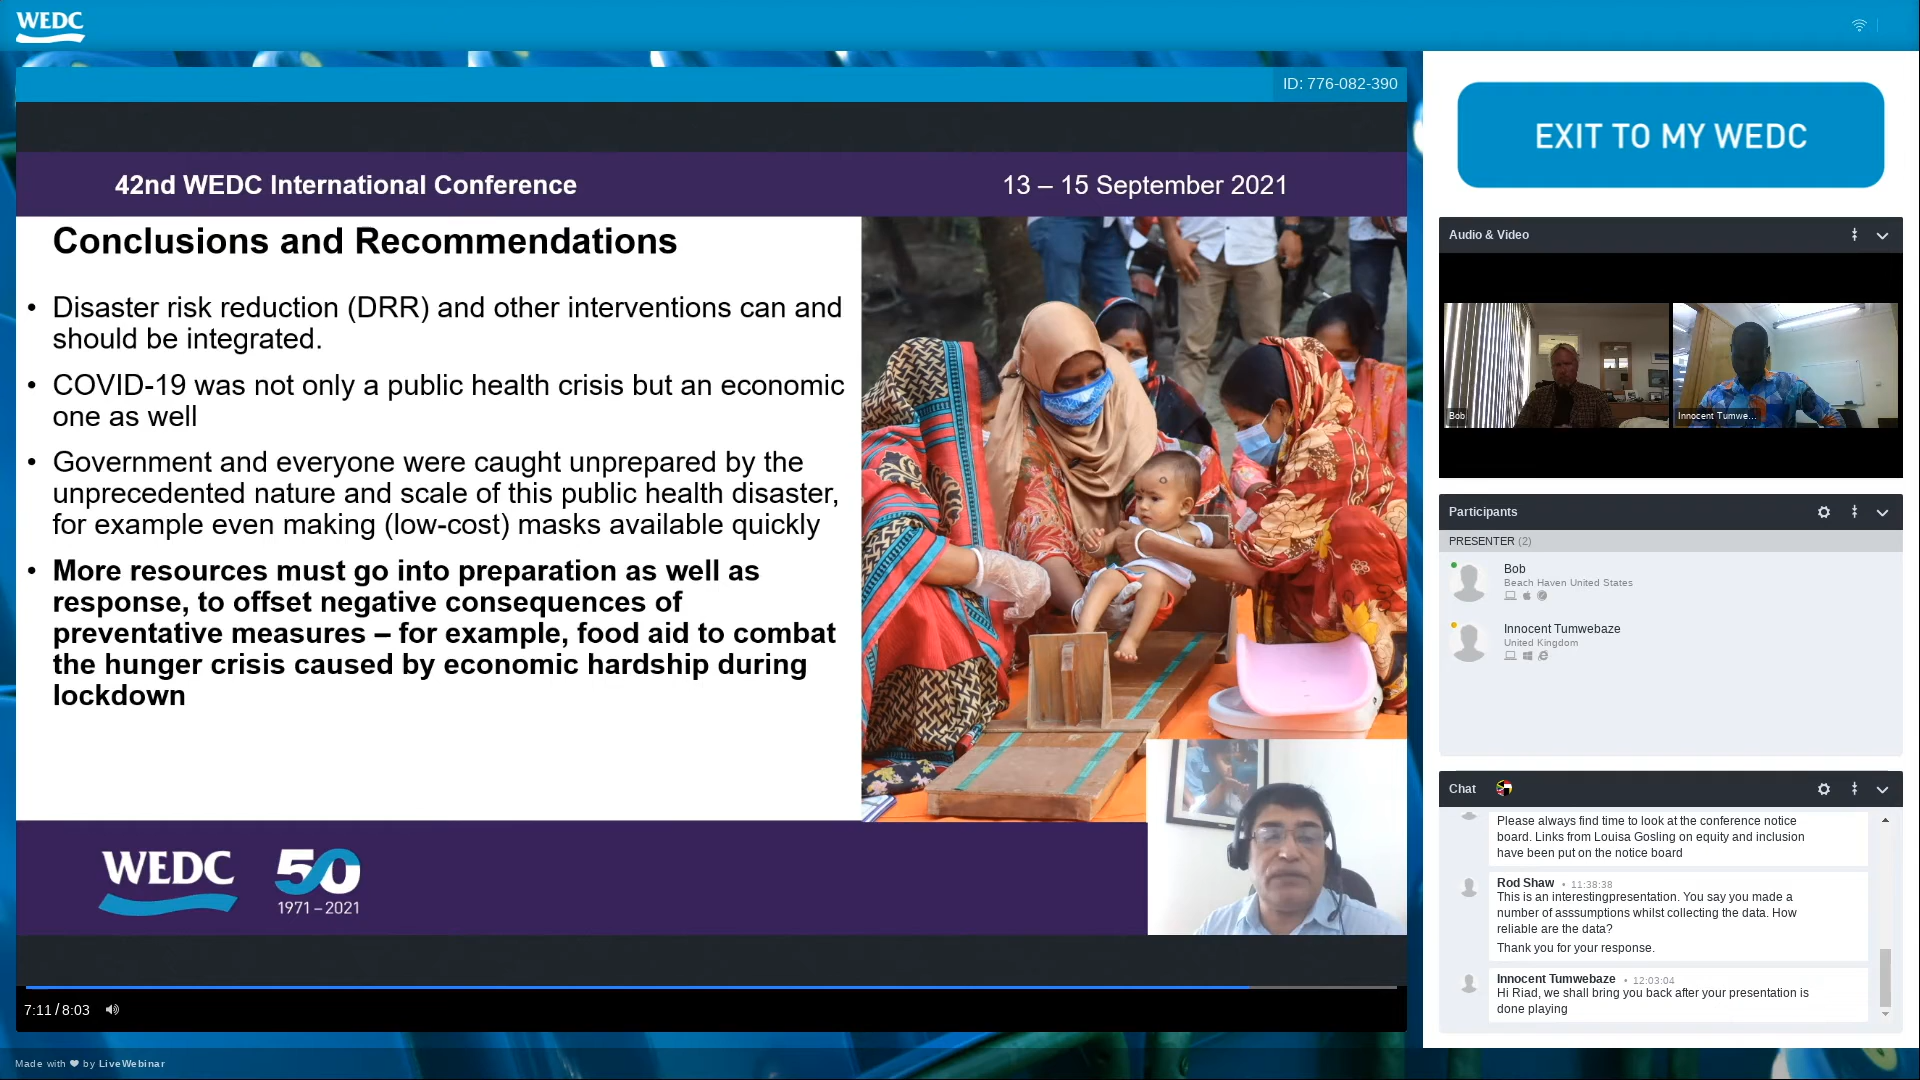 WEDC
ID: 776-082-390
42nd WEDC International Conference
13 – 15 September 2021
Conclusions and Recommendations
• Disaster risk reduction (DRR) and other interventions can and
should be integrated.
• COVID-19 was not only a public health crisis but an economic
one as well
• Government and everyone were caught unprepared by the
unprecedented nature and scale of this public health disaster,
for example even making (low-cost) masks available quickly
• More resources must go into preparation as well as
response, to offset negative consequences of
preventative measures – for example, food aid to combat
the hunger crisis caused by economic hardship during
lockdown
WEDC
50
1971 – 2021
7:11 / 8:03
Made with ❤ by LiveWebinar
EXIT TO MY WEDC
Audio & Video
Bob
Innocent Tumwe...
Participants
PRESENTER (2)
Bob
Beach Haven United States
Innocent Tumwebaze
United Kingdom
Chat
Please always find time to look at the conference notice
board. Links from Louisa Gosling on equity and inclusion
have been put on the notice board
Rod Shaw • 11:38:38
This is an interestingpresentation. You say you made a
number of asssumptions whilst collecting the data. How
reliable are the data?
Thank you for your response.
Innocent Tumwebaze • 12:03:04
Hi Riad, we shall bring you back after your presentation is
done playing